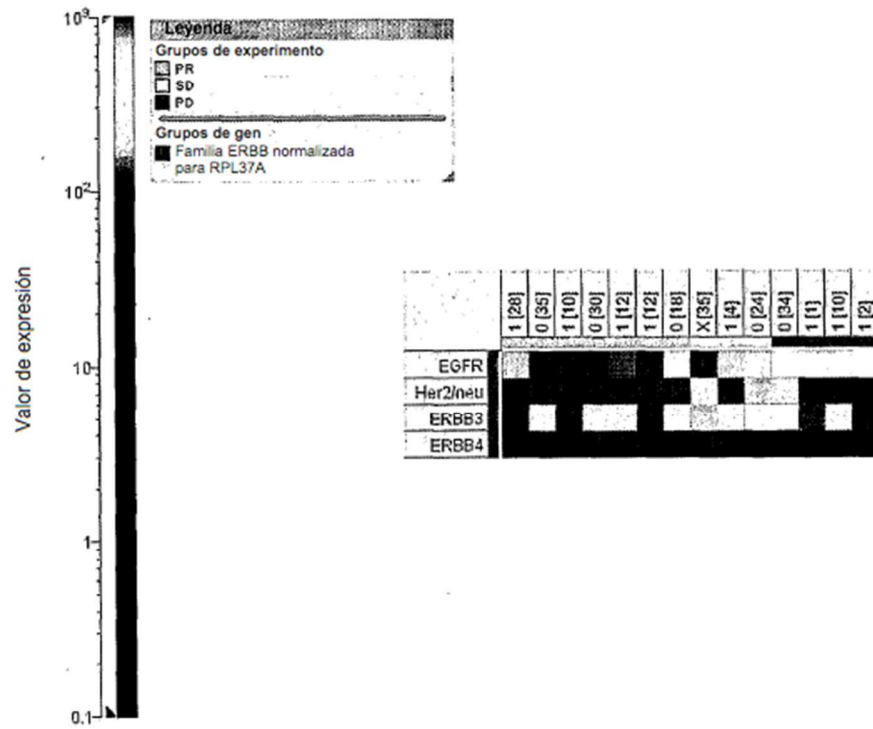 Leyenda
Grupos de experimento
PR
SD
PD
Grupos de gen
Familia ERBB normalizada
para RPL37A
Valor de expresión
10⁹
10²
10
1
0.1
1 [28]
0 [35]
1 [10]
0 [30]
1 [12]
1 [12]
0 [18]
X [35]
1 [4]
0 [24]
0 [34]
1 [1]
1 [10]
1 [2]
EGFR
Her2/neu
ERBB3
ERBB4